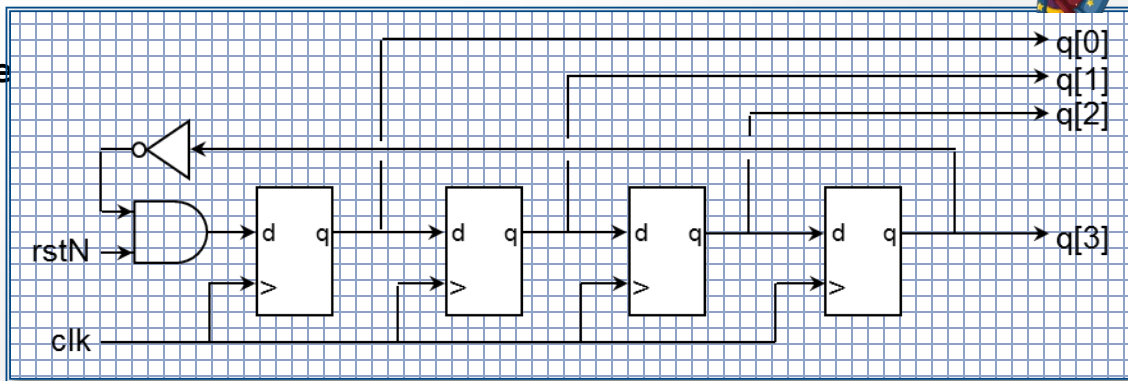 q[0]
e
q[1]
q[2]
d q d q d q d q
rstN
q[3]
> > > >
clk